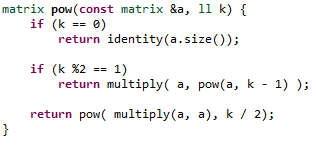 matrix pow(const matrix &a, ll k) {
    if (k == 0)
        return identity(a.size());

    if (k %2 == 1)
        return multiply( a, pow(a, k - 1) );

    return pow( multiply(a, a), k / 2);
}